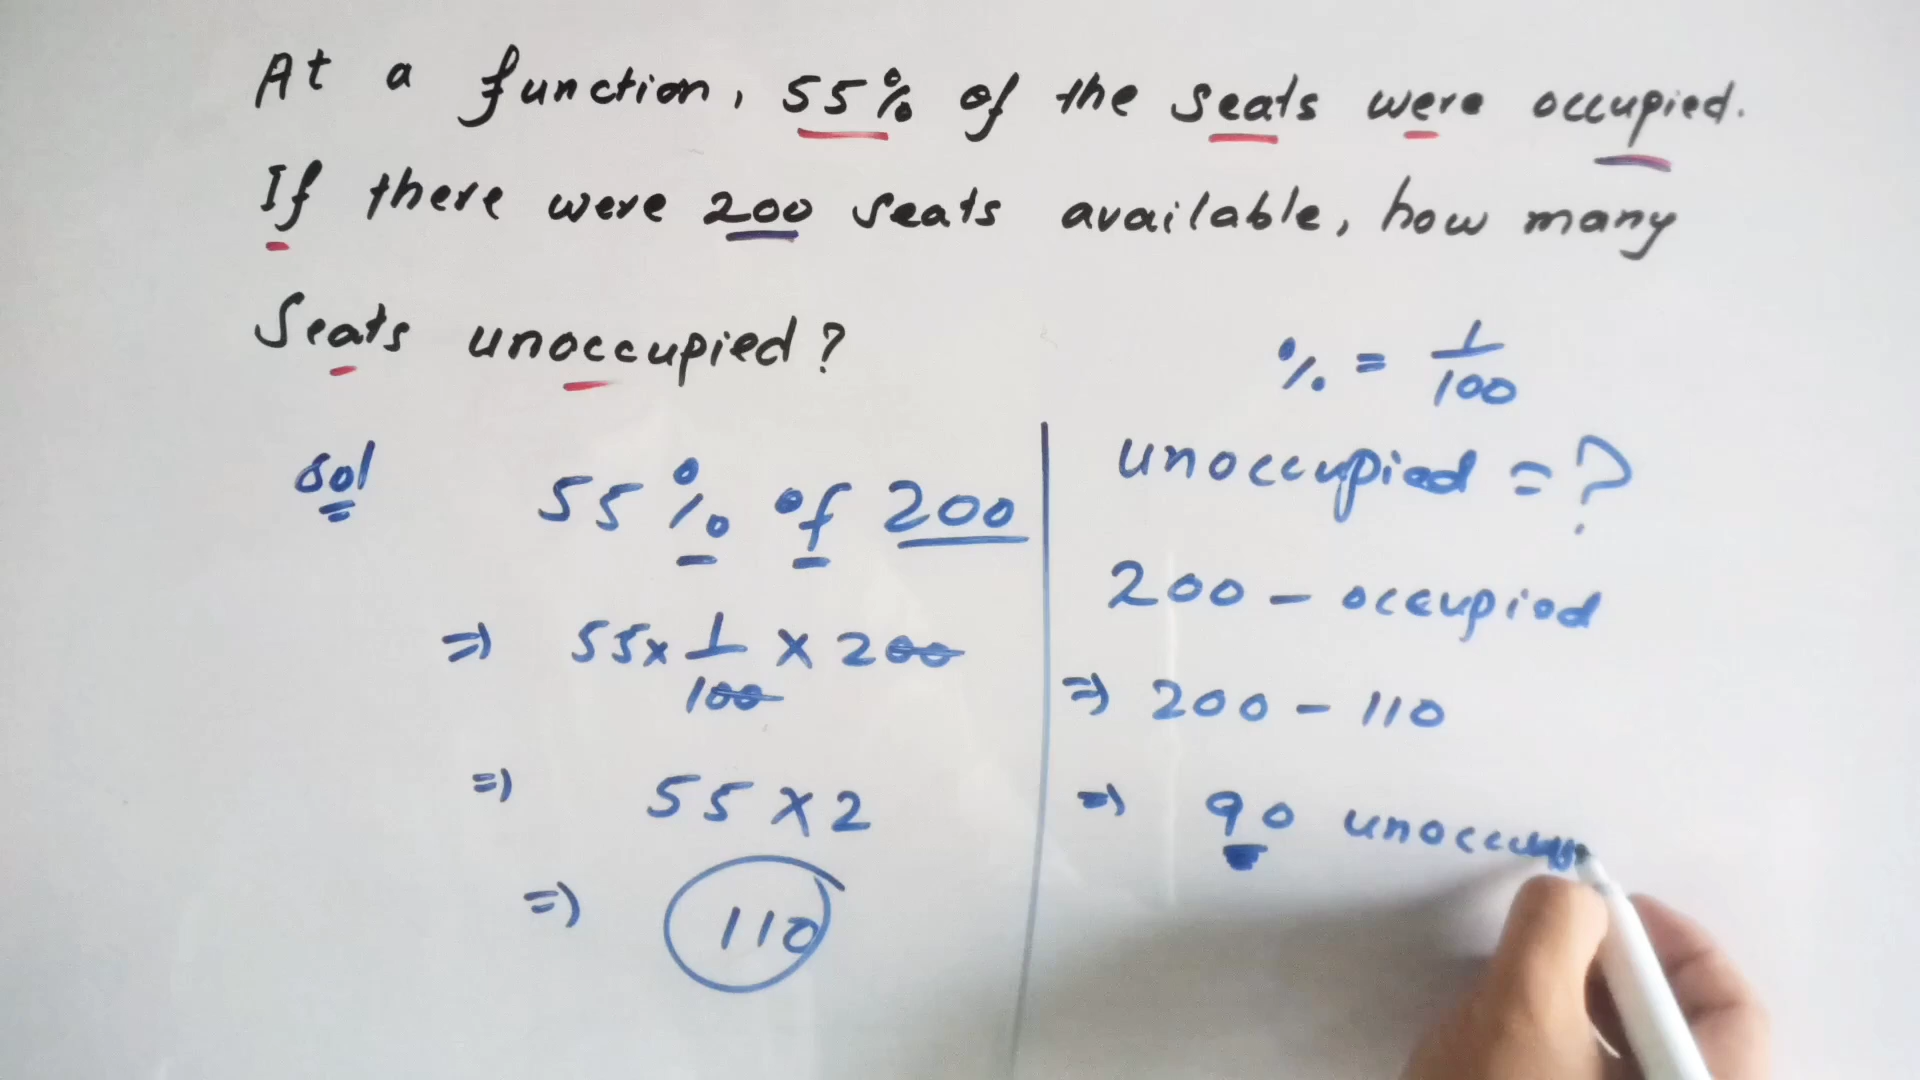 At a function, 55% of the seats were occupied.
If there were 200 seats available, how many
Seats unoccupied?
% = 1/100
sol
55% of 200
=> 55 x 1/100 x 200
=> 55 x 2
=> 110
unoccupied = ?
200 - occupied
=> 200 - 110
=> 90 unoccup